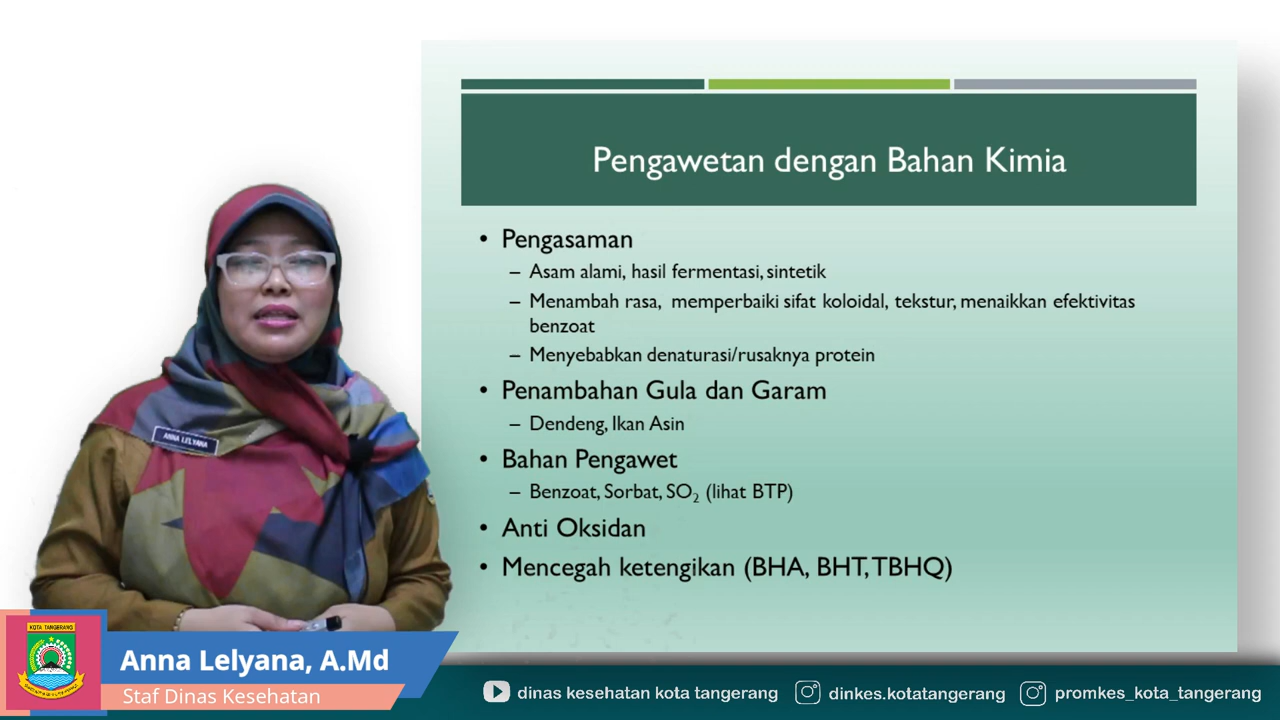 Pengawetan dengan Bahan Kimia
• Pengasaman
– Asam alami, hasil fermentasi, sintetik
– Menambah rasa, memperbaiki sifat koloidal, tekstur, menaikkan efektivitas
benzoat
– Menyebabkan denaturasi/rusaknya protein
• Penambahan Gula dan Garam
– Dendeng, Ikan Asin
• Bahan Pengawet
– Benzoat, Sorbat, SO₂ (lihat BTP)
• Anti Oksidan
• Mencegah ketengikan (BHA, BHT, TBHQ)
ANNA LELYANA
KOTA TANGERANG
Anna Lelyana, A.Md
Staf Dinas Kesehatan
dinas kesehatan kota tangerang
dinkes.kotatangerang
promkes_kota_tangerang